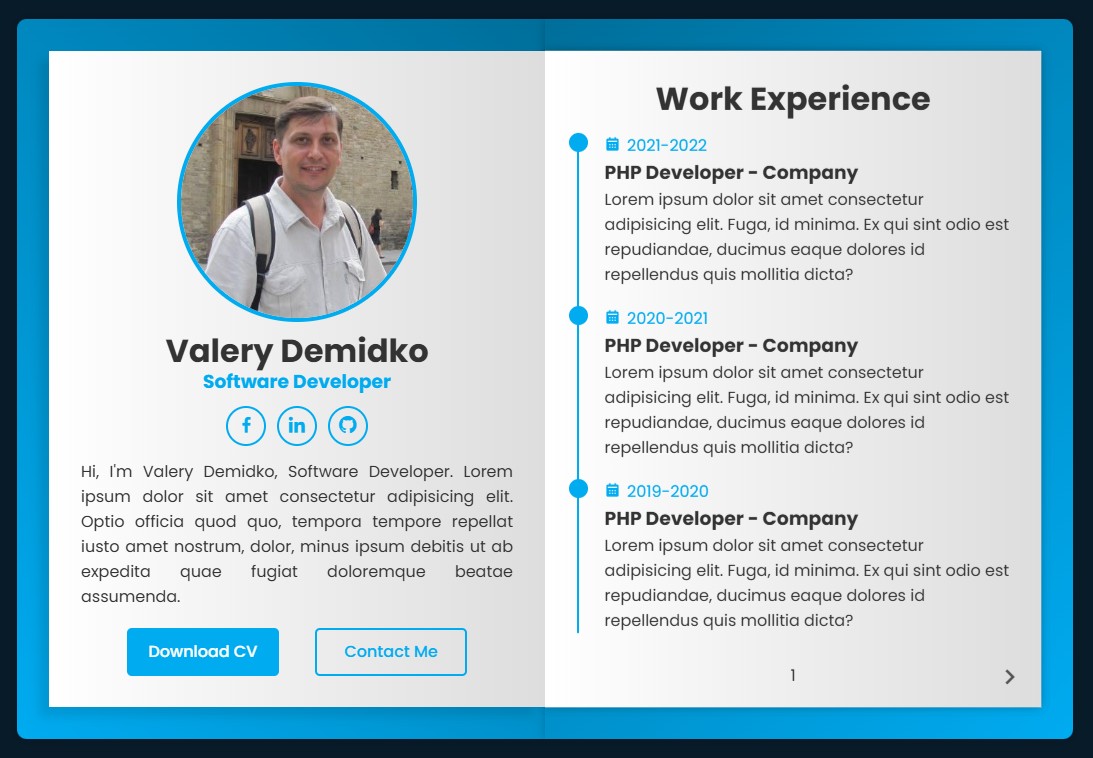 Valery Demidko
Software Developer
Hi, I'm Valery Demidko, Software Developer. Lorem
ipsum dolor sit amet consectetur adipisicing elit.
Optio officia quod quo, tempora tempore repellat
iusto amet nostrum, dolor, minus ipsum debitis ut ab
expedita quae fugiat doloremque beatae
assumenda.
Download CV
Contact Me
Work Experience
2021-2022
PHP Developer - Company
Lorem ipsum dolor sit amet consectetur
adipisicing elit. Fuga, id minima. Ex qui sint odio est
repudiandae, ducimus eaque dolores id
repellendus quis mollitia dicta?
2020-2021
PHP Developer - Company
Lorem ipsum dolor sit amet consectetur
adipisicing elit. Fuga, id minima. Ex qui sint odio est
repudiandae, ducimus eaque dolores id
repellendus quis mollitia dicta?
2019-2020
PHP Developer - Company
Lorem ipsum dolor sit amet consectetur
adipisicing elit. Fuga, id minima. Ex qui sint odio est
repudiandae, ducimus eaque dolores id
repellendus quis mollitia dicta?
1